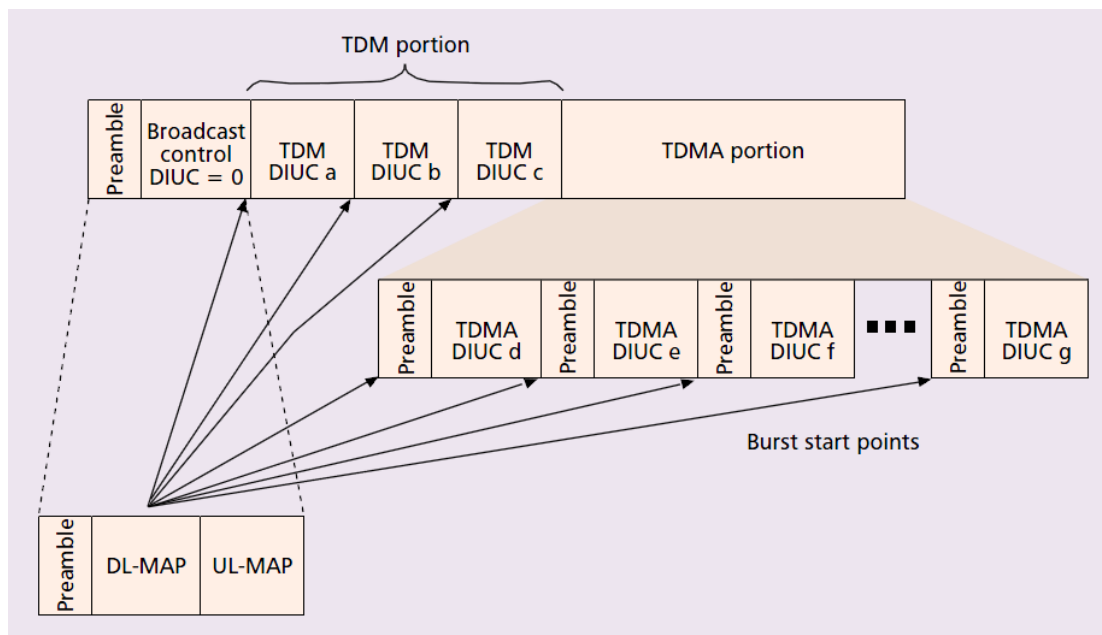 TDM portion
Preamble
Broadcast
control
DIUC = 0
TDM
DIUC a
TDM
DIUC b
TDM
DIUC c
TDMA portion
Preamble
TDMA
DIUC d
Preamble
TDMA
DIUC e
Preamble
TDMA
DIUC f
Preamble
TDMA
DIUC g
Burst start points
Preamble
DL-MAP
UL-MAP